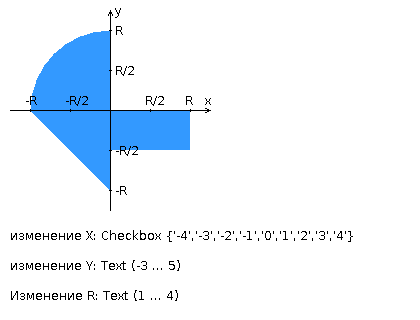 y
R
R/2
-R -R/2 R/2 R x
-R/2
-R
изменение X: Checkbox {'-4','-3','-2','-1','0','1','2','3','4'}
изменение Y: Text (-3 ... 5)
Изменение R: Text (1 ... 4)